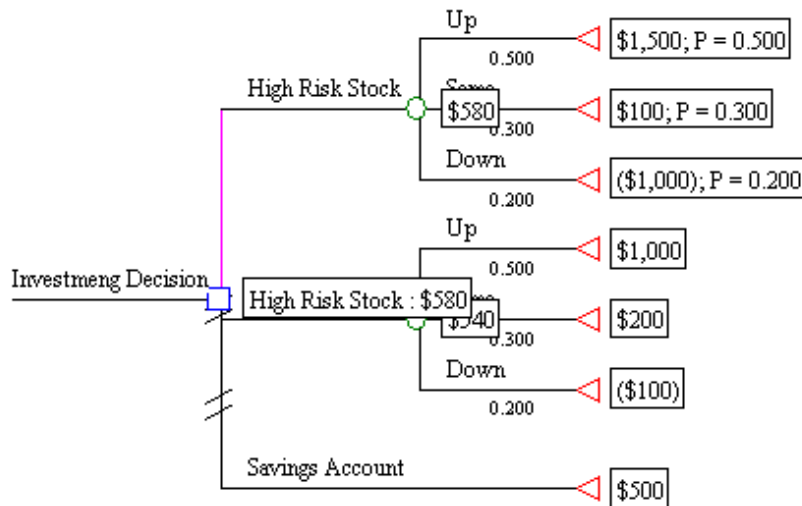 Up
0.500
$1,500; P = 0.500
High Risk Stock
Same
$580
0.300
$100; P = 0.300
Down
0.200
($1,000); P = 0.200
Up
0.500
$1,000
Investmeng Decision
High Risk Stock : $580
$540
0.300
$200
Down
0.200
($100)
Savings Account
$500